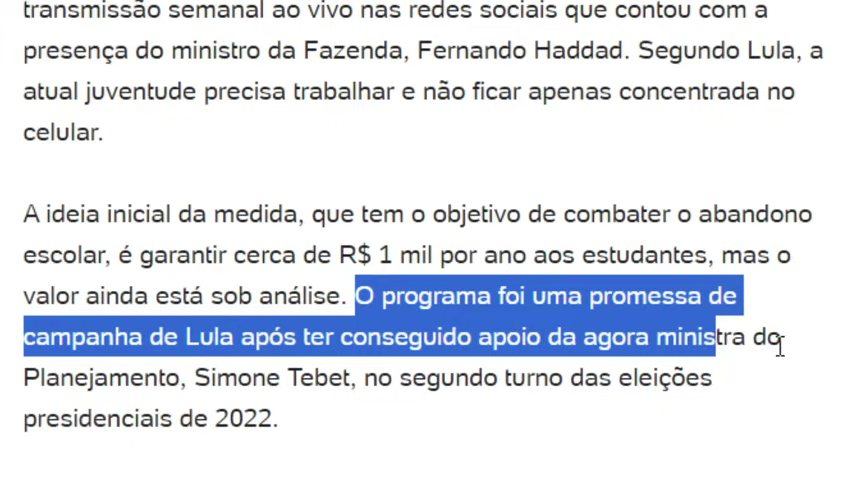 transmissão semanal ao vivo nas redes sociais que contou com a
presença do ministro da Fazenda, Fernando Haddad. Segundo Lula, a
atual juventude precisa trabalhar e não ficar apenas concentrada no
celular.
A ideia inicial da medida, que tem o objetivo de combater o abandono
escolar, é garantir cerca de R$ 1 mil por ano aos estudantes, mas o
valor ainda está sob análise. O programa foi uma promessa de
campanha de Lula após ter conseguido apoio da agora ministra do
Planejamento, Simone Tebet, no segundo turno das eleições
presidenciais de 2022.